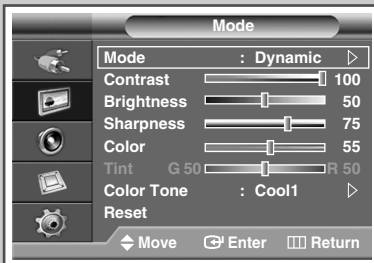 Mode
Mode : Dynamic
Contrast 100
Brightness 50
Sharpness 75
Color 55
Tint G 50 R 50
Color Tone : Cool1
Reset
Move Enter Return